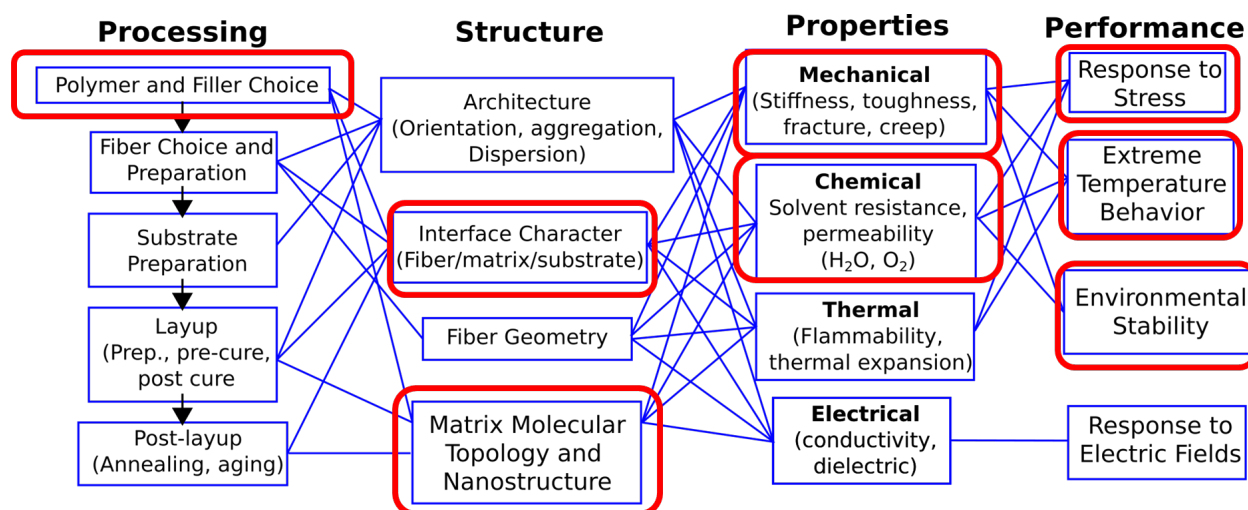 Processing
Structure
Properties
Performance
Polymer and Filler Choice
Fiber Choice and
Preparation
Substrate
Preparation
Layup
(Prep., pre-cure,
post cure
Post-layup
(Annealing, aging)
Architecture
(Orientation, aggregation,
Dispersion)
Interface Character
(Fiber/matrix/substrate)
Fiber Geometry
Matrix Molecular
Topology and
Nanostructure
Mechanical
(Stiffness, toughness,
fracture, creep)
Chemical
Solvent resistance,
permeability
(H₂O, O₂)
Thermal
(Flammability,
thermal expansion)
Electrical
(conductivity,
dielectric)
Response to
Stress
Extreme
Temperature
Behavior
Environmental
Stability
Response to
Electric Fields